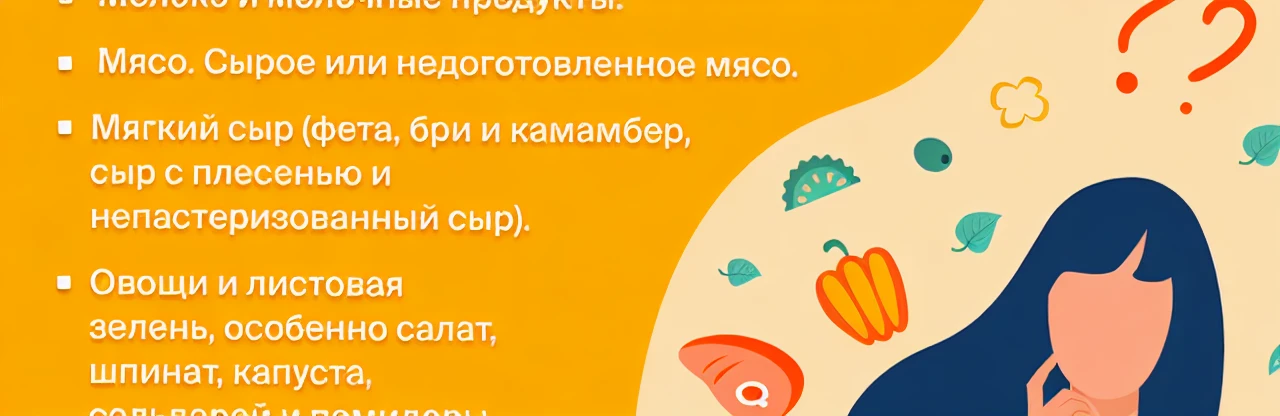 Молоко и молочные продукты.
Мясо. Сырое или недоготовленное мясо.
Мягкий сыр (фета, бри и камамбер,
сыр с плесенью и
непастеризованный сыр).
Овощи и листовая
зелень, особенно салат,
шпинат, капуста,
сельдерей и помидоры